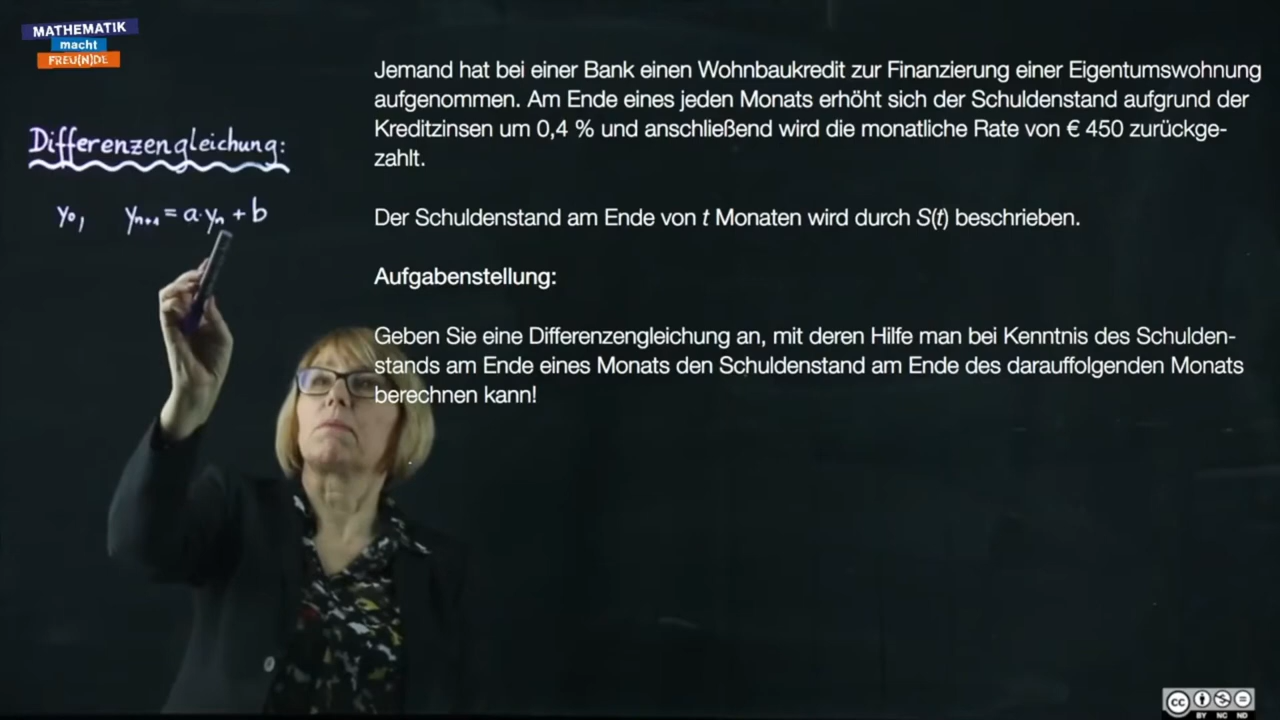 MATHEMATIK
macht
FREU(N)DE
Differenzengleichung:
y₀, yₙ₊₁ = a·yₙ + b
Jemand hat bei einer Bank einen Wohnbaukredit zur Finanzierung einer Eigentumswohnung
aufgenommen. Am Ende eines jeden Monats erhöht sich der Schuldenstand aufgrund der
Kreditzinsen um 0,4 % und anschließend wird die monatliche Rate von € 450 zurückge-
zahlt.
Der Schuldenstand am Ende von t Monaten wird durch S(t) beschrieben.
Aufgabenstellung:
Geben Sie eine Differenzengleichung an, mit deren Hilfe man bei Kenntnis des Schulden-
stands am Ende eines Monats den Schuldenstand am Ende des darauffolgenden Monats
berechnen kann!
CC BY NC ND